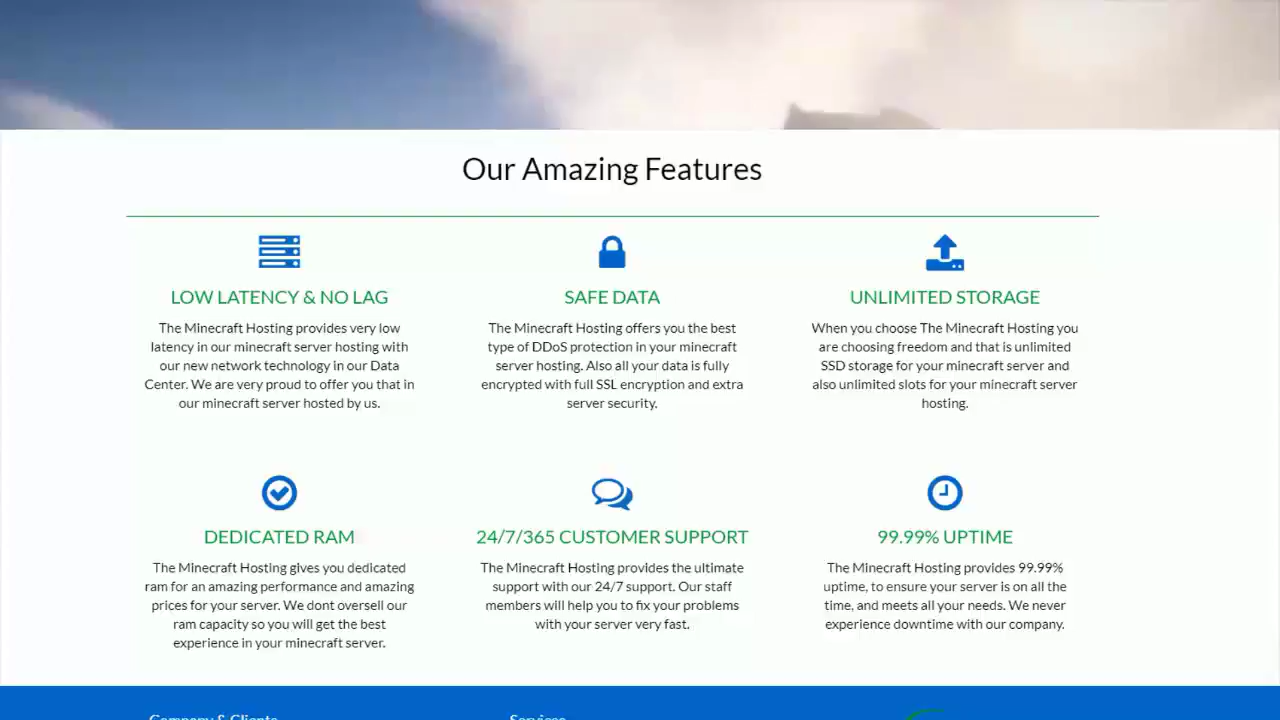 Our Amazing Features
LOW LATENCY & NO LAG
The Minecraft Hosting provides very low
latency in our minecraft server hosting with
our new network technology in our Data
Center. We are very proud to offer you that in
our minecraft server hosted by us.
SAFE DATA
The Minecraft Hosting offers you the best
type of DDoS protection in your minecraft
server hosting. Also all your data is fully
encrypted with full SSL encryption and extra
server security.
UNLIMITED STORAGE
When you choose The Minecraft Hosting you
are choosing freedom and that is unlimited
SSD storage for your minecraft server and
also unlimited slots for your minecraft server
hosting.
DEDICATED RAM
The Minecraft Hosting gives you dedicated
ram for an amazing performance and amazing
prices for your server. We dont oversell our
ram capacity so you will get the best
experience in your minecraft server.
24/7/365 CUSTOMER SUPPORT
The Minecraft Hosting provides the ultimate
support with our 24/7 support. Our staff
members will help you to fix your problems
with your server very fast.
99.99% UPTIME
The Minecraft Hosting provides 99.99%
uptime, to ensure your server is on all the
time, and meets all your needs. We never
experience downtime with our company.
Company & Clients
Services